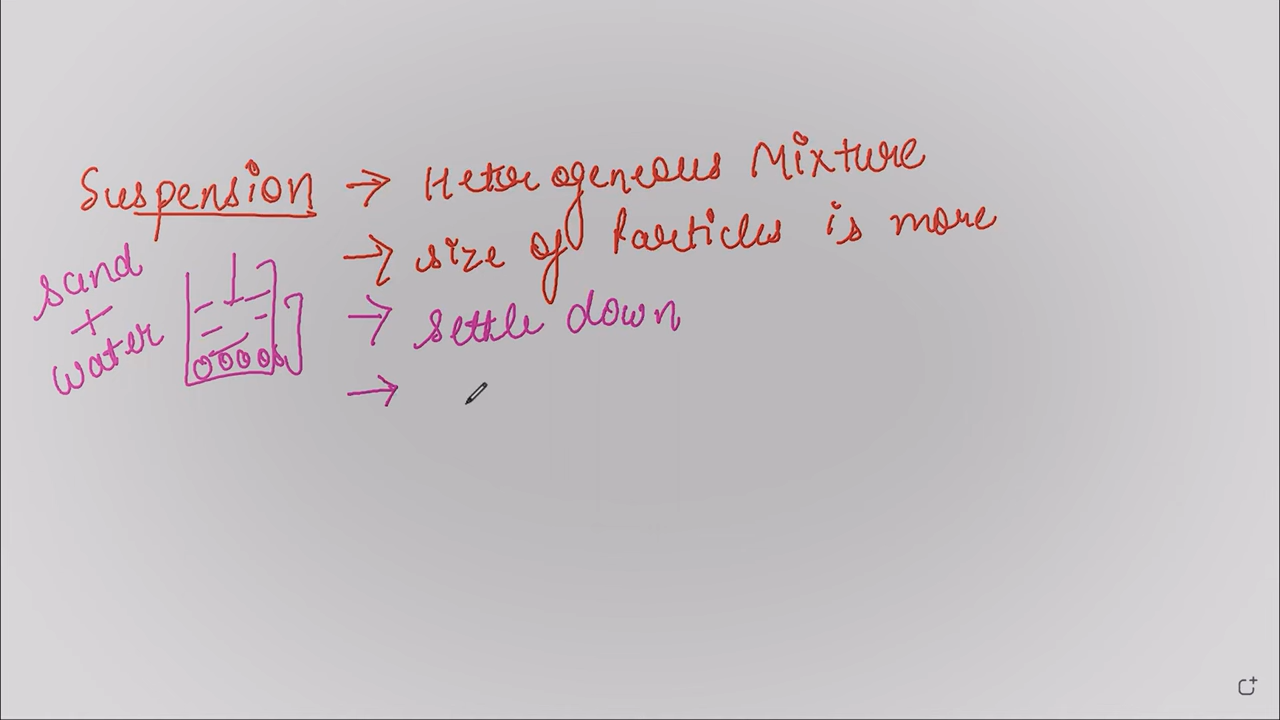 Suspension → Heterogeneous Mixture
→ size of Particles is more
→ settle down
→
sand
+
water